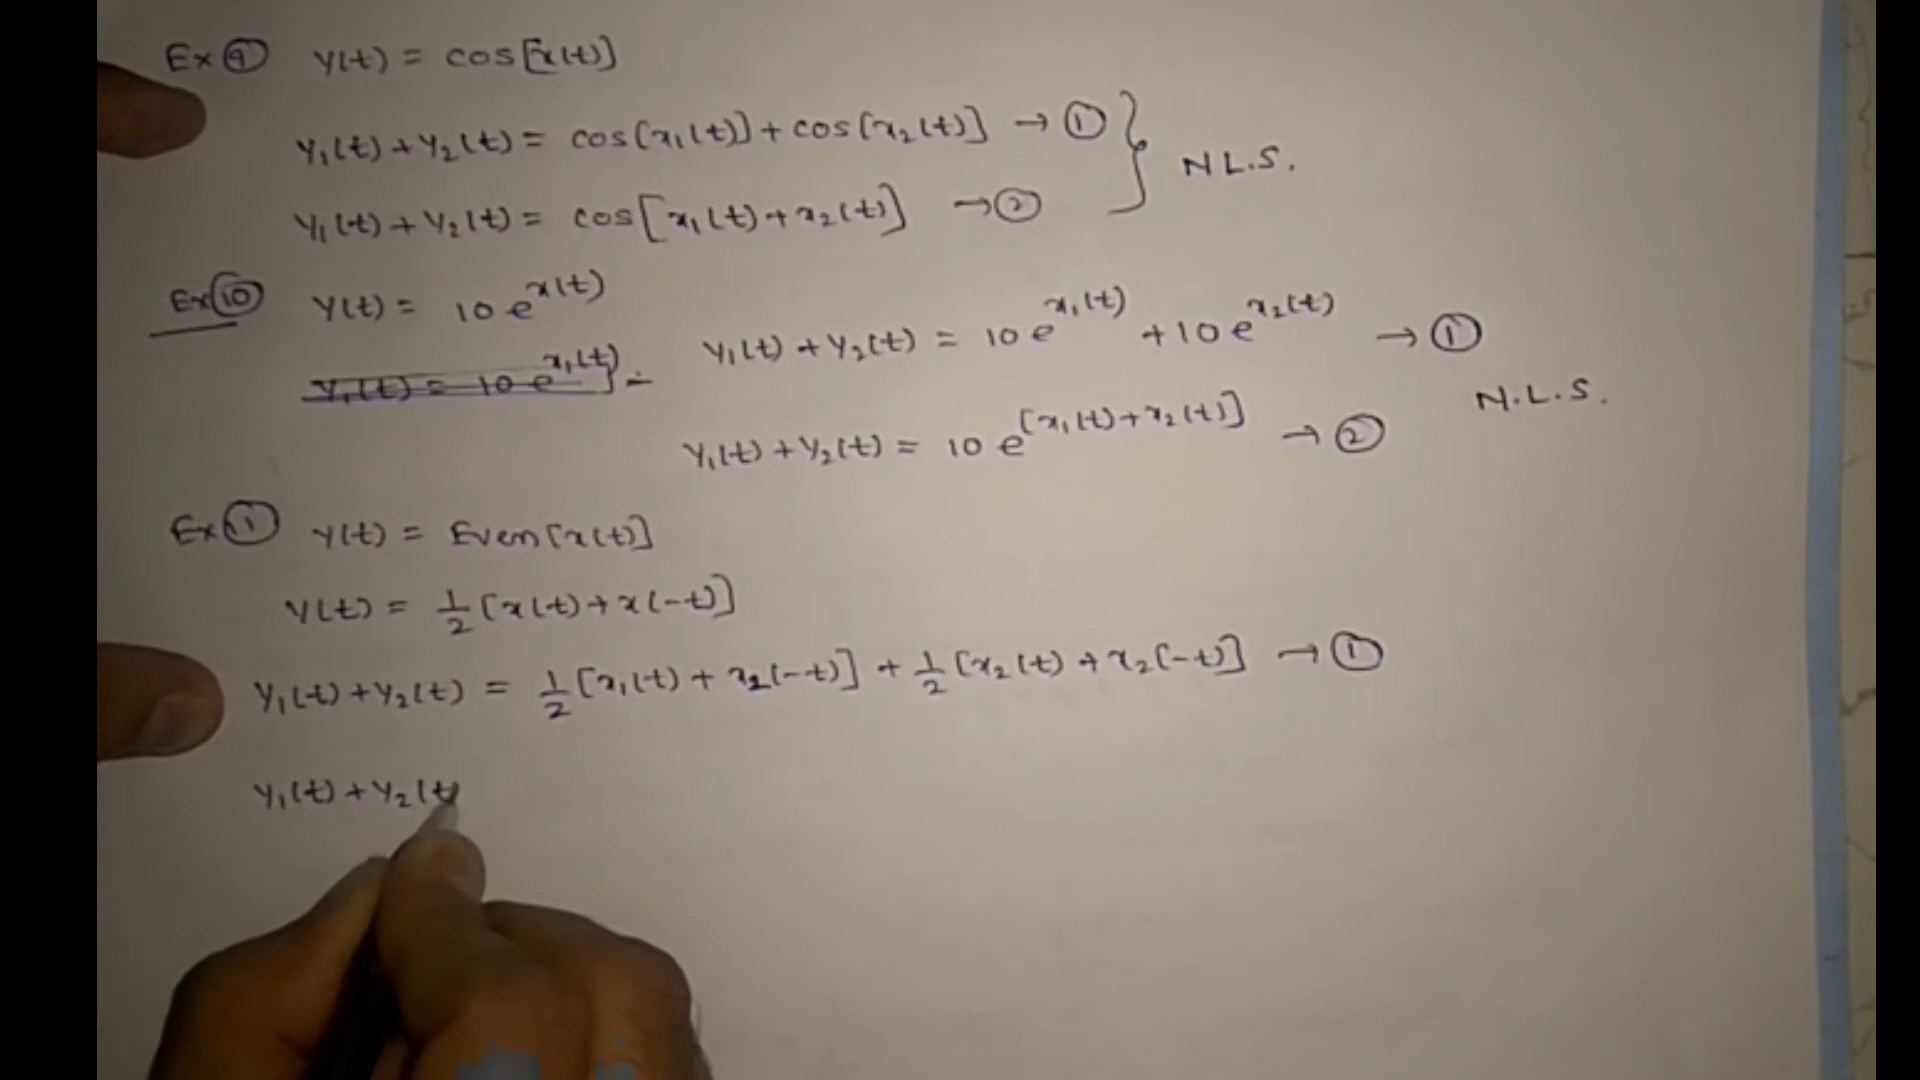 Ex ⑨ y(t) = cos[x(t)]
y₁(t) + y₂(t) = cos[x₁(t)] + cos[x₂(t)] → ①
N L.S.
y₁(t) + y₂(t) = cos[x₁(t) + x₂(t)] → ②
Ex ⑩ y(t) = 10 e^x(t)
y₁(t) = 10 e^x₁(t)
y₁(t) + y₂(t) = 10 e^x₁(t) + 10 e^x₂(t) → ①
N.L.S.
y₁(t) + y₂(t) = 10 e^[x₁(t) + x₂(t)] → ②
Ex ⑪ y(t) = Even[x(t)]
y(t) = 1/2 [x(t) + x(-t)]
y₁(t) + y₂(t) = 1/2 [x₁(t) + x₁(-t)] + 1/2 [x₂(t) + x₂(-t)] → ①
y₁(t) + y₂(t